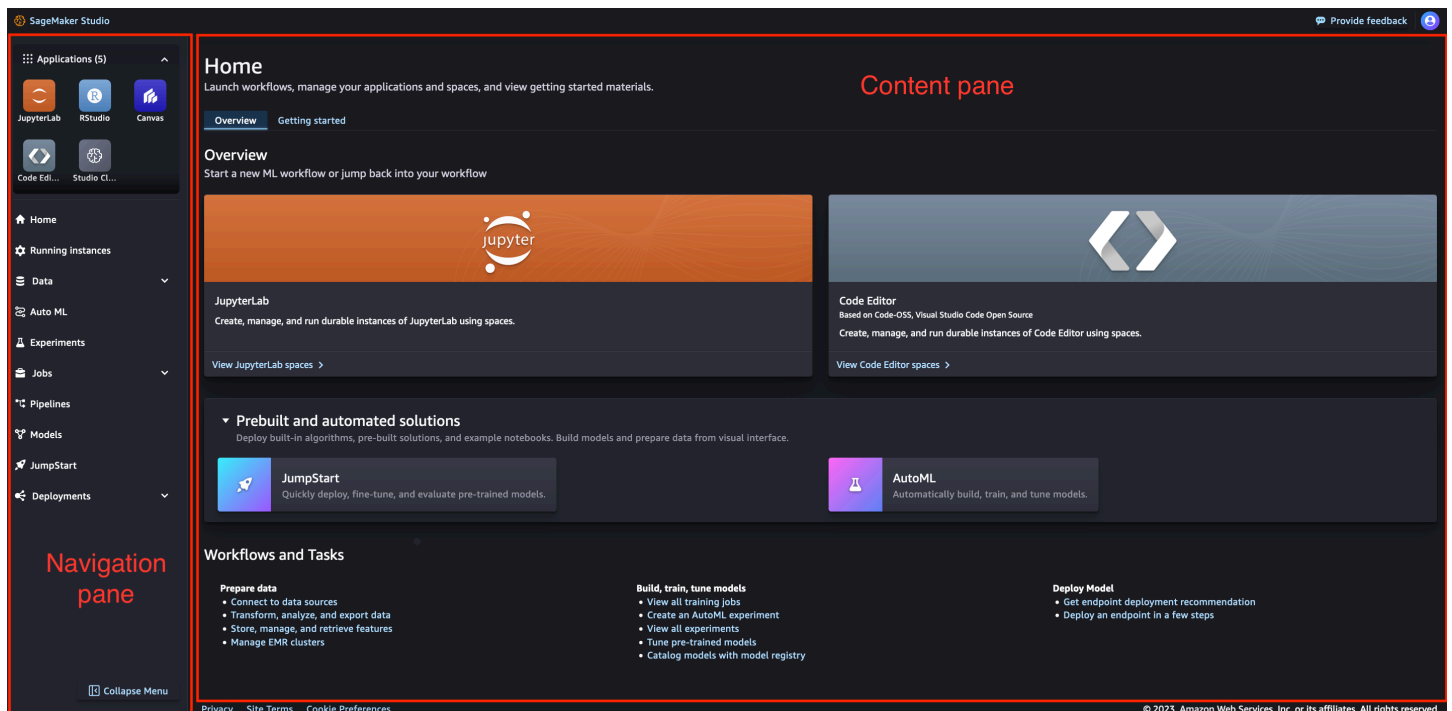 SageMaker Studio
Provide feedback
Applications (5)
JupyterLab
RStudio
Canvas
Code Edi...
Studio Cl...
Home
Running instances
Data
Auto ML
Experiments
Jobs
Pipelines
Models
JumpStart
Deployments
Navigation
pane
Collapse Menu
Home
Launch workflows, manage your applications and spaces, and view getting started materials.
Content pane
Overview
Getting started
Overview
Start a new ML workflow or jump back into your workflow
jupyter
JupyterLab
Create, manage, and run durable instances of JupyterLab using spaces.
View JupyterLab spaces
Code Editor
Based on Code-OSS, Visual Studio Code Open Source
Create, manage, and run durable instances of Code Editor using spaces.
View Code Editor spaces
Prebuilt and automated solutions
Deploy built-in algorithms, pre-built solutions, and example notebooks. Build models and prepare data from visual interface.
JumpStart
Quickly deploy, fine-tune, and evaluate pre-trained models.
AutoML
Automatically build, train, and tune models.
Workflows and Tasks
Prepare data
• Connect to data sources
• Transform, analyze, and export data
• Store, manage, and retrieve features
• Manage EMR clusters
Build, train, tune models
• View all training jobs
• Create an AutoML experiment
• View all experiments
• Tune pre-trained models
• Catalog models with model registry
Deploy Model
• Get endpoint deployment recommendation
• Deploy an endpoint in a few steps
Privacy Site Terms Cookie Preferences
© 2023, Amazon Web Services, Inc. or its affiliates. All rights reserved.